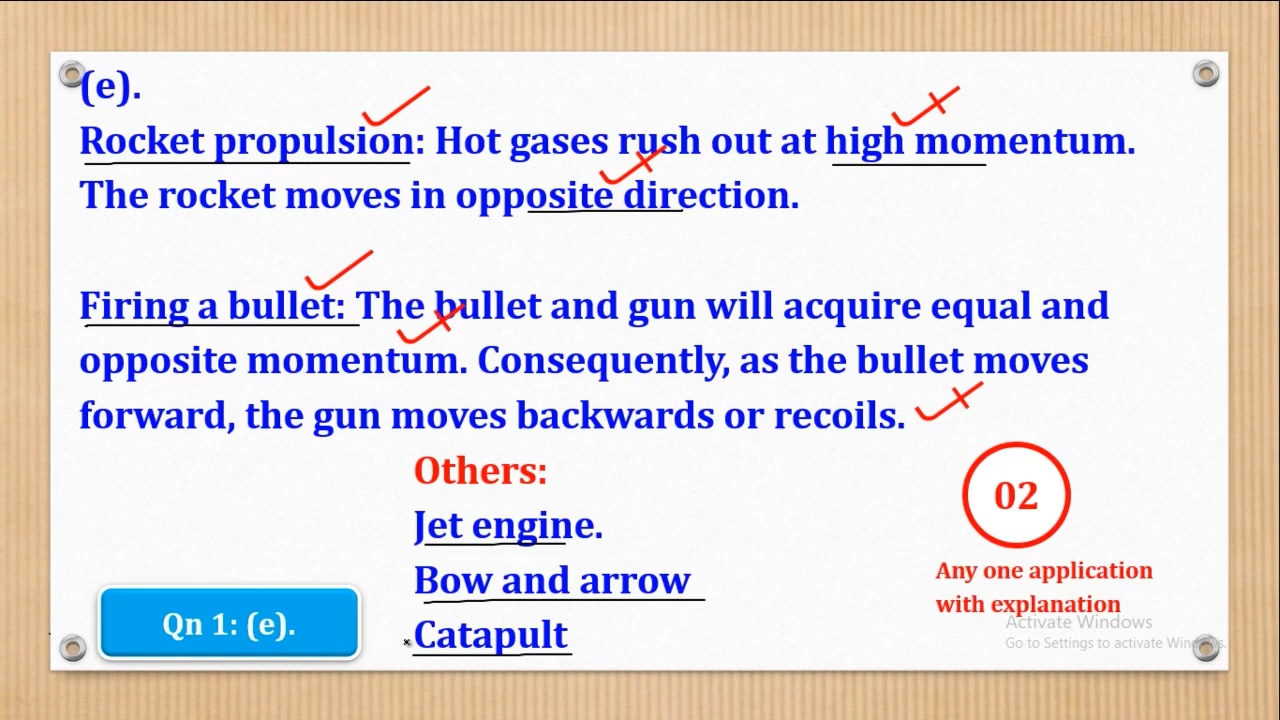 (e).
Rocket propulsion: Hot gases rush out at high momentum.
The rocket moves in opposite direction.
Firing a bullet: The bullet and gun will acquire equal and
opposite momentum. Consequently, as the bullet moves
forward, the gun moves backwards or recoils.
Others:
Jet engine.
Bow and arrow
Catapult
02
Any one application
with explanation
Qn 1: (e).
Activate Windows
Go to Settings to activate Windows.